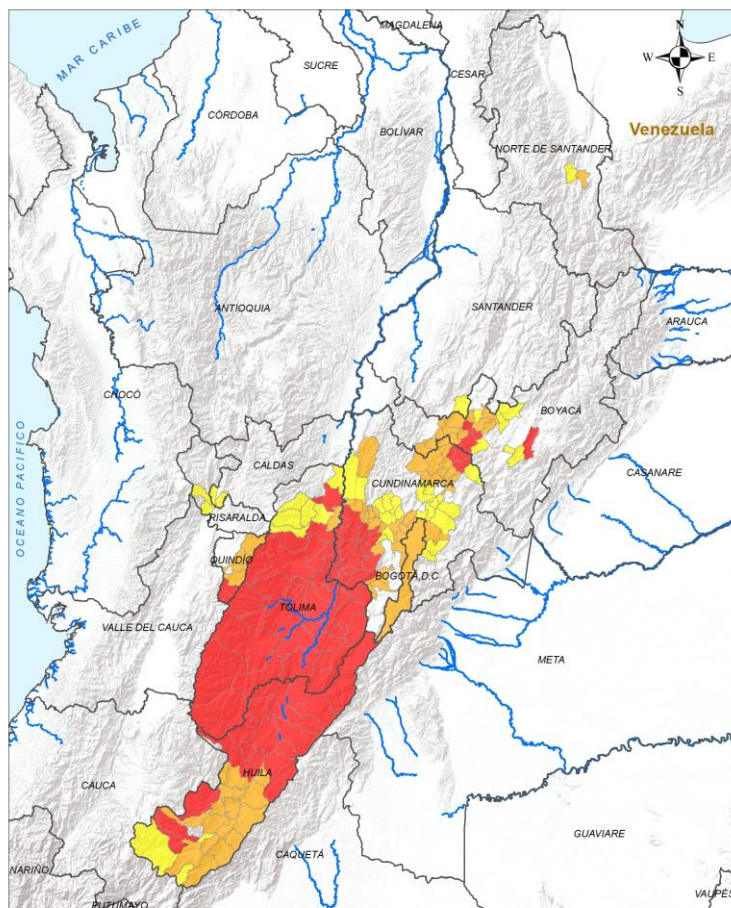 MAGDALENA
N
MAR CARIBE
SUCRE
CESAR
W
E
CÓRDOBA
S
BOLÍVAR
Venezuela
NORTE DE SANTANDER
ANTIOQUIA
SANTANDER
ARAUCA
CHOCÓ
BOYACÁ
OCEANO PACIFICO
CALDAS
CUNDINAMARCA
CASANARE
RISARALDA
QUINDÍO
BOGOTÁ,D.C
TOLIMA
VALLE DEL CAUCA
META
HUILA
CAUCA
GUAVIARE
CAQUETÁ
NARIÑO
PUTUMAYO
VAUPÉS